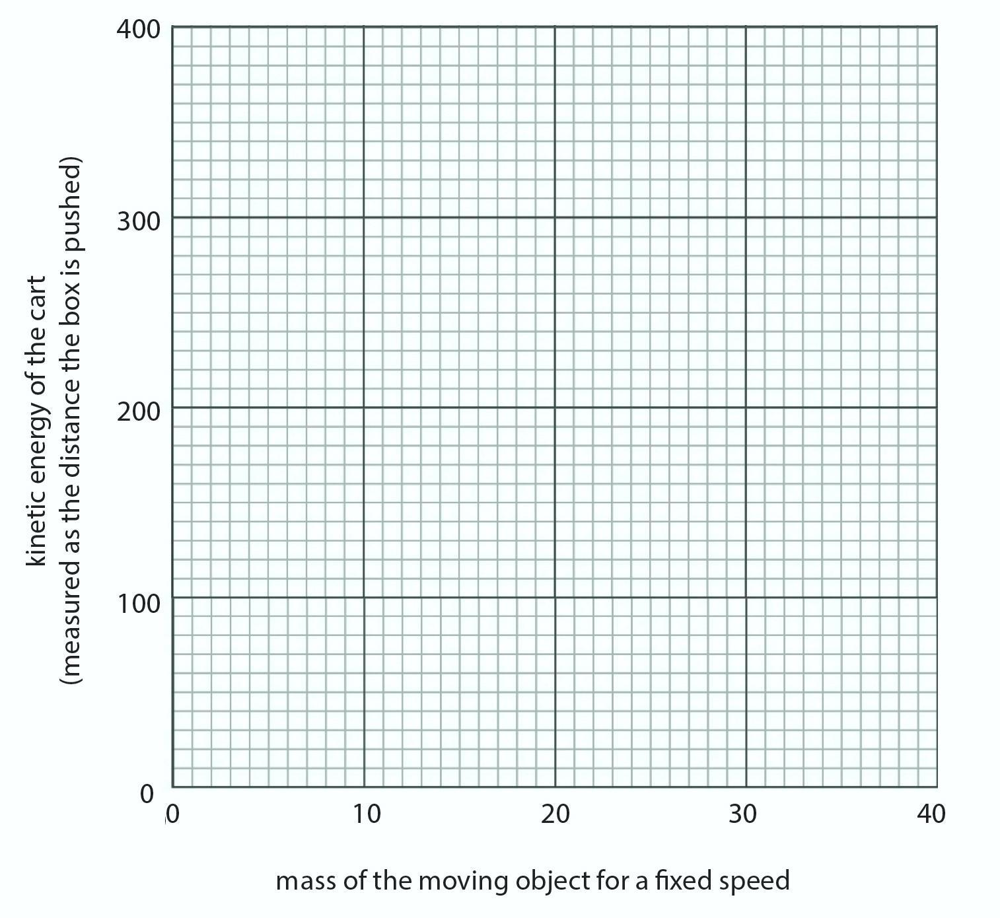 400
300
200
100
0
kinetic energy of the cart
(measured as the distance the box is pushed)
0 10 20 30 40
mass of the moving object for a fixed speed